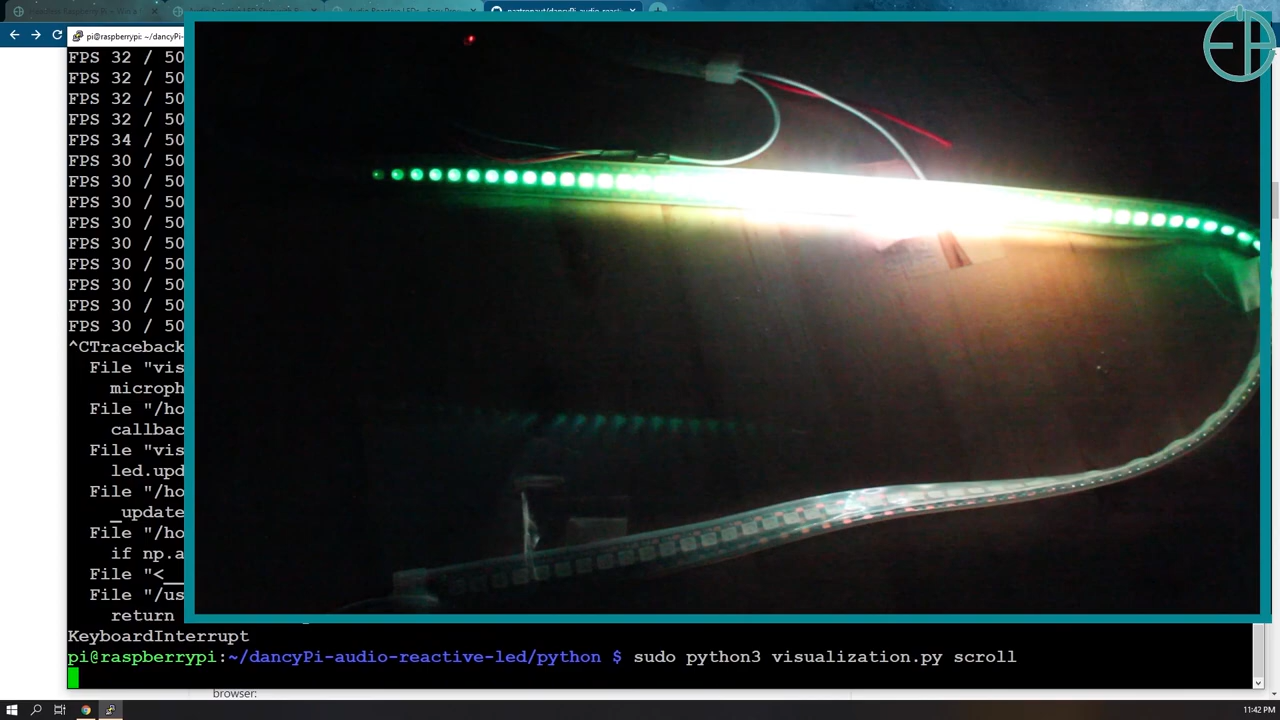 pi@raspberrypi: ~/dancyPi-
FPS 32 / 50
FPS 32 / 50
FPS 32 / 50
FPS 32 / 50
FPS 34 / 50
FPS 30 / 50
FPS 30 / 50
FPS 30 / 50
FPS 30 / 50
FPS 30 / 50
FPS 30 / 50
FPS 30 / 50
FPS 30 / 50
FPS 30 / 50
^CTraceback
File "vis
microph
File "/ho
callbac
File "vis
led.upd
File "/ho
_update
File "/ho
if np.a
File "<__
File "/us
return
KeyboardInterrupt
pi@raspberrypi:~/dancyPi-audio-reactive-led/python $ sudo python3 visualization.py scroll
browser:
11:42 PM